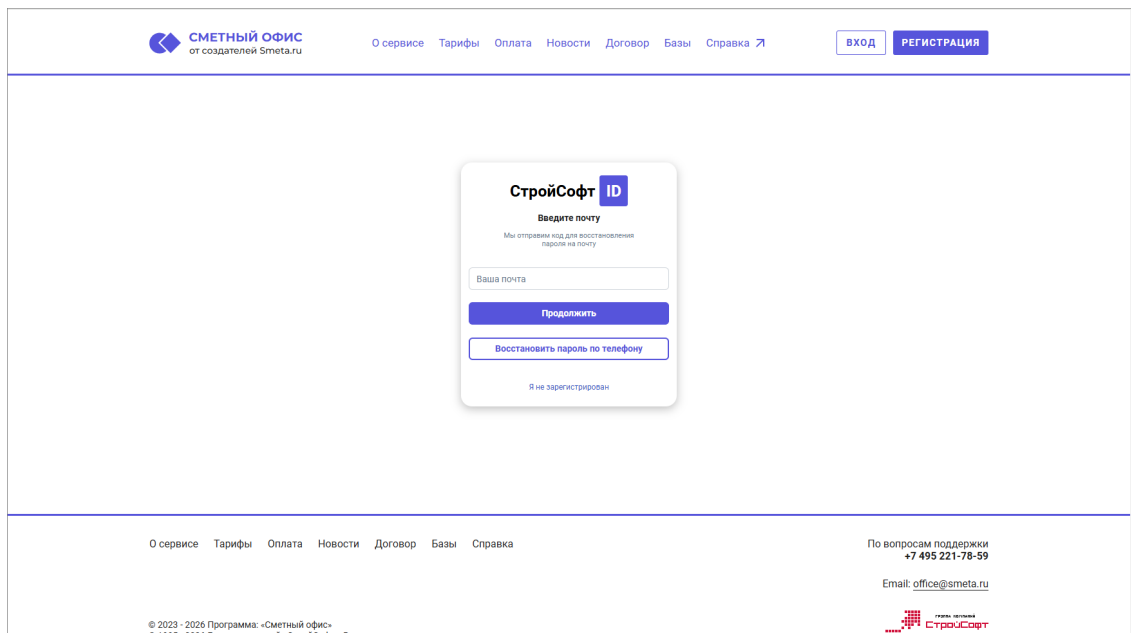 СМЕТНЫЙ ОФИС
от создателей Smeta.ru
О сервисе Тарифы Оплата Новости Договор Базы Справка
ВХОД РЕГИСТРАЦИЯ
СтройСофт ID
Введите почту
Мы отправим код для восстановления
пароля на почту
Ваша почта
Продолжить
Восстановить пароль по телефону
Я не зарегистрирован
О сервисе Тарифы Оплата Новости Договор Базы Справка
По вопросам поддержки
+7 495 221-78-59
Email: office@smeta.ru
© 2023 - 2026 Программа: «Сметный офис»
ГРУППА КОМПАНИЙ
СтройСофт